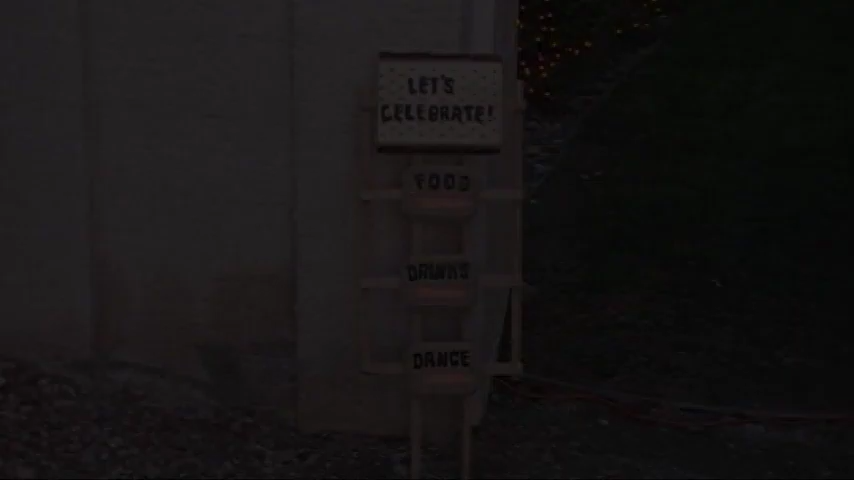 LET'S
CELEBRATE!
FOOD
DRINKS
DANCE